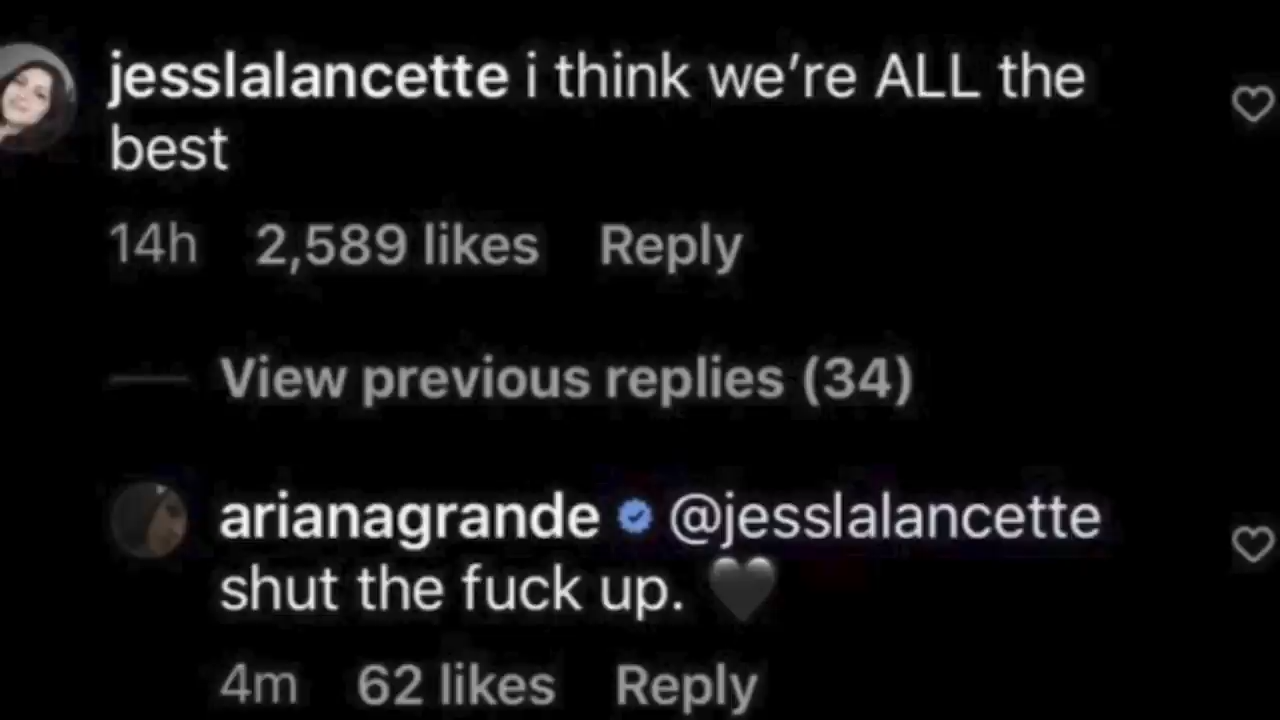 jesslalancette i think we’re ALL the
best
14h 2,589 likes Reply
View previous replies (34)
arianagrande @jesslalancette
shut the fuck up. 🖤
4m 62 likes Reply